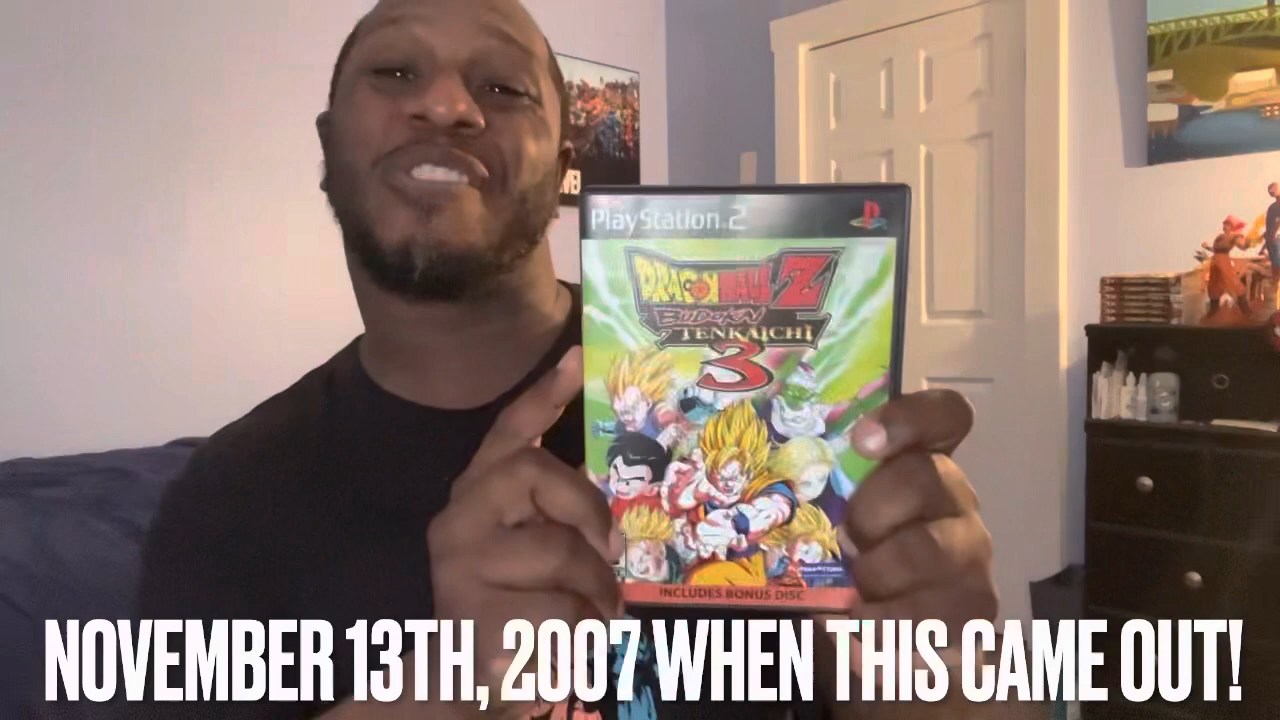 PlayStation 2
DRAGON BALL Z
BUDOKAI
TENKAICHI
3
INCLUDES BONUS DISC
NOVEMBER 13TH, 2007 WHEN THIS CAME OUT!